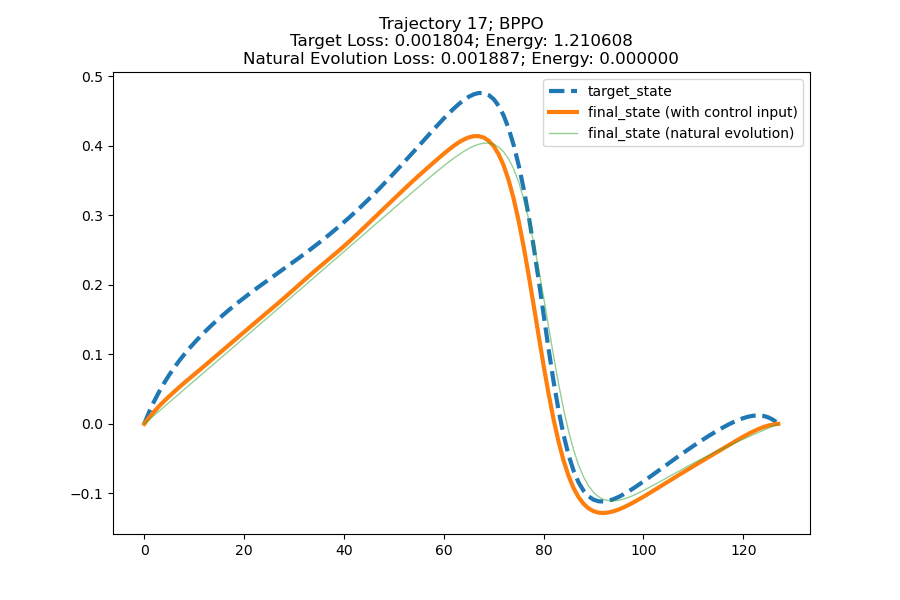 Trajectory 17; BPPO
Target Loss: 0.001804; Energy: 1.210608
Natural Evolution Loss: 0.001887; Energy: 0.000000
target_state
final_state (with control input)
final_state (natural evolution)
0.5
0.4
0.3
0.2
0.1
0.0
−0.1
0 20 40 60 80 100 120